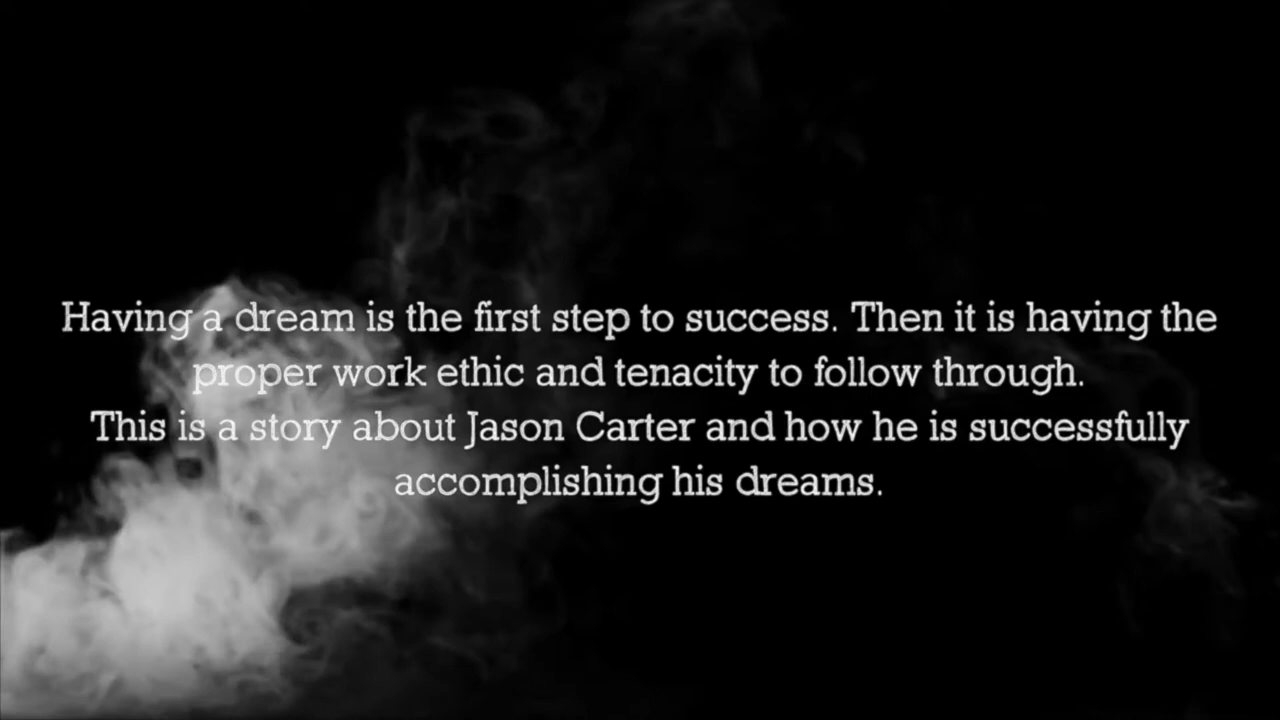 Having a dream is the first step to success. Then it is having the
proper work ethic and tenacity to follow through.
This is a story about Jason Carter and how he is successfully
accomplishing his dreams.